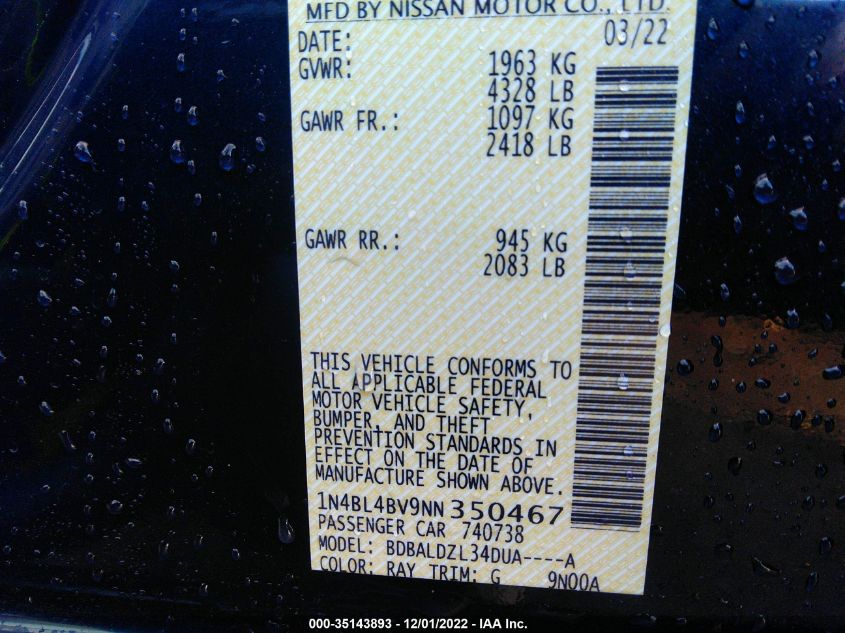 MFD BY NISSAN MOTOR CO., LTD.
DATE: 03/22
GVWR: 1963 KG
4328 LB
GAWR FR.: 1097 KG
2418 LB
GAWR RR.: 945 KG
2083 LB
THIS VEHICLE CONFORMS TO
ALL APPLICABLE FEDERAL
MOTOR VEHICLE SAFETY,
BUMPER, AND THEFT
PREVENTION STANDARDS IN
EFFECT ON THE DATE OF
MANUFACTURE SHOWN ABOVE.
1N4BL4BV9NN350467
PASSENGER CAR 740738
MODEL: BDBALDZL34DUA----A
COLOR: RAY TRIM: G 9N00A
000-35143893 - 12/01/2022 - IAA Inc.